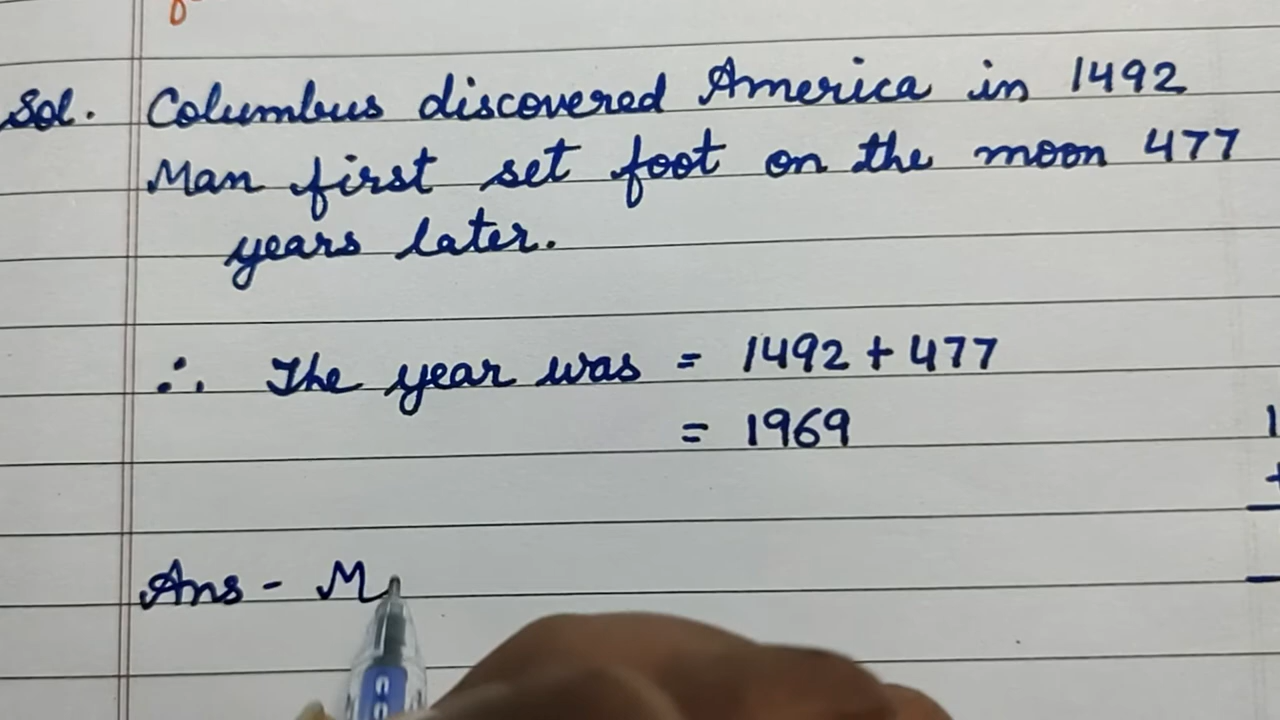 Sol. Columbus discovered America in 1492
Man first set foot on the moon 477
years later.
∴ The year was = 1492 + 477
= 1969
1
+
Ans - M